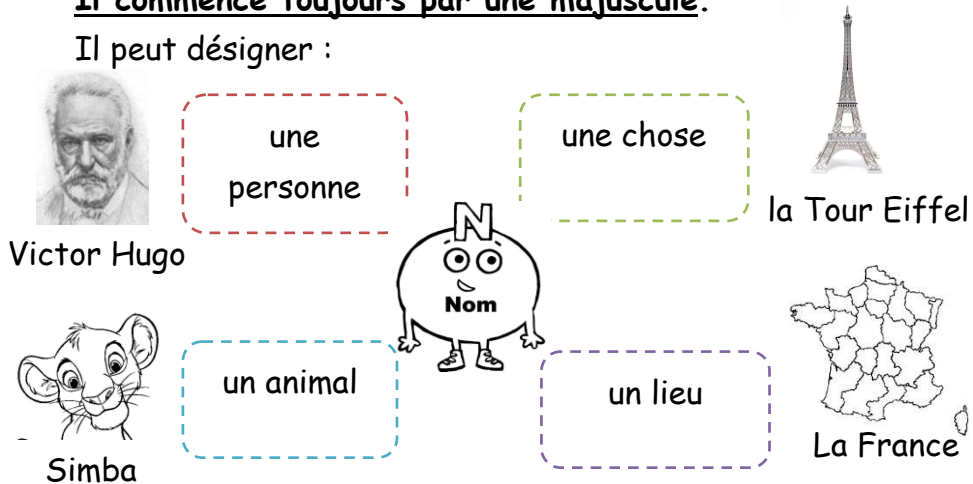 Il commence toujours par une majuscule.
Il peut désigner :
une
personne
une chose
la Tour Eiffel
Victor Hugo
N
Nom
un animal
un lieu
La France
Simba